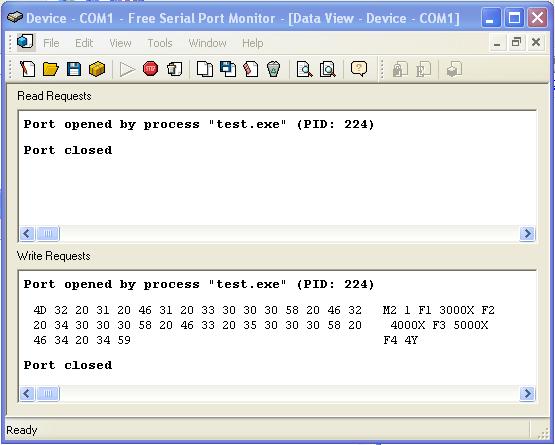 Device - COM1 - Free Serial Port Monitor - [Data View - Device - COM1]
File Edit View Tools Window Help
Read Requests
Port opened by process "test.exe" (PID: 224)
Port closed
Write Requests
Port opened by process "test.exe" (PID: 224)
4D 32 20 31 20 46 31 20 33 30 30 30 58 20 46 32 M2 1 F1 3000X F2
20 34 30 30 30 58 20 46 33 20 35 30 30 30 58 20 4000X F3 5000X
46 34 20 34 59 F4 4Y
Port closed
Ready